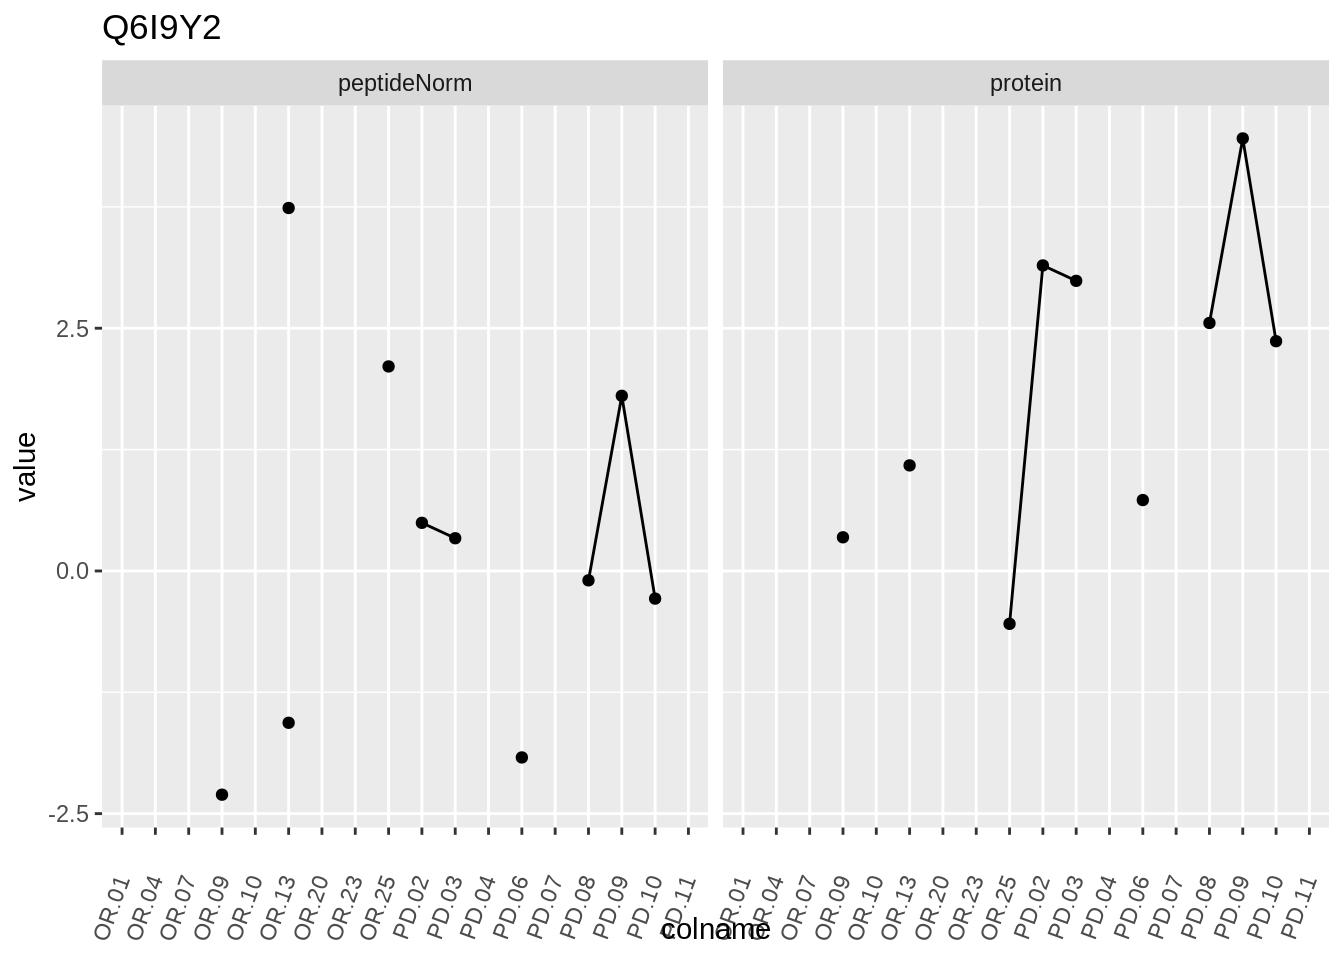 Q6I9Y2
peptideNorm protein
value
2.5
0.0
-2.5
OR.01 OR.04 OR.07 OR.09 OR.10 OR.13 OR.20 OR.23 OR.25 PD.02 PD.03 PD.04 PD.06 PD.07 PD.08 PD.09 PD.10 PD.11 OR.01 OR.04 OR.07 OR.09 OR.10 OR.13 OR.20 OR.23 OR.25 PD.02 PD.03 PD.04 PD.06 PD.07 PD.08 PD.09 PD.10 PD.11
colname